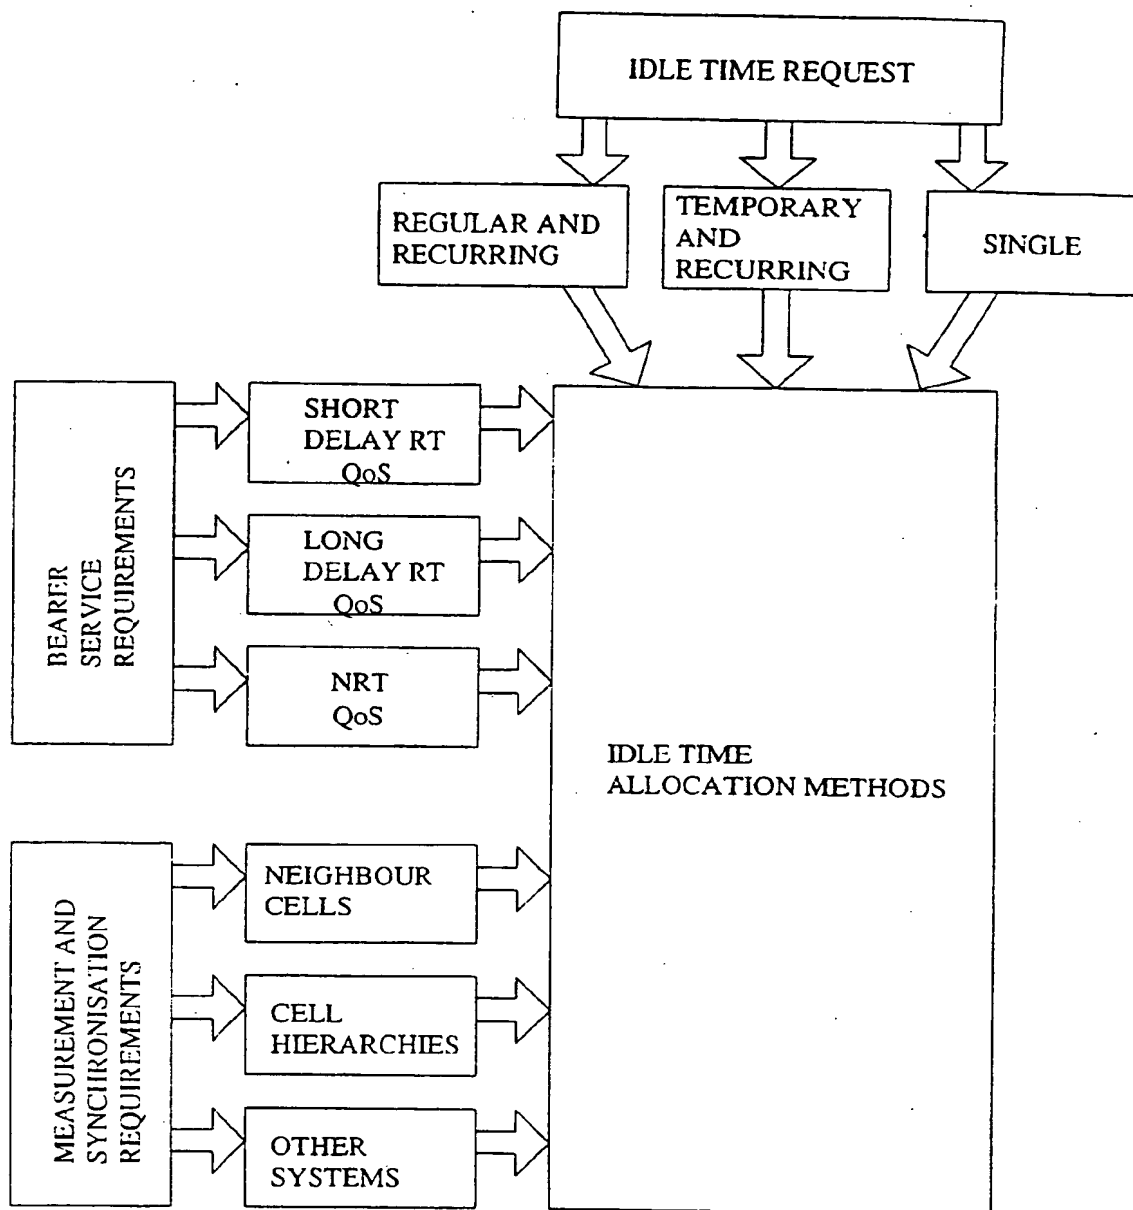 IDLE TIME REQUEST
REGULAR AND
RECURRING
TEMPORARY
AND
RECURRING
SINGLE
BEARER
SERVICE
REQUIREMENTS
SHORT
DELAY RT
QoS
LONG
DELAY RT
QoS
NRT
QoS
IDLE TIME
ALLOCATION METHODS
MEASUREMENT AND
SYNCHRONISATION
REQUIREMENTS
NEIGHBOUR
CELLS
CELL
HIERARCHIES
OTHER
SYSTEMS